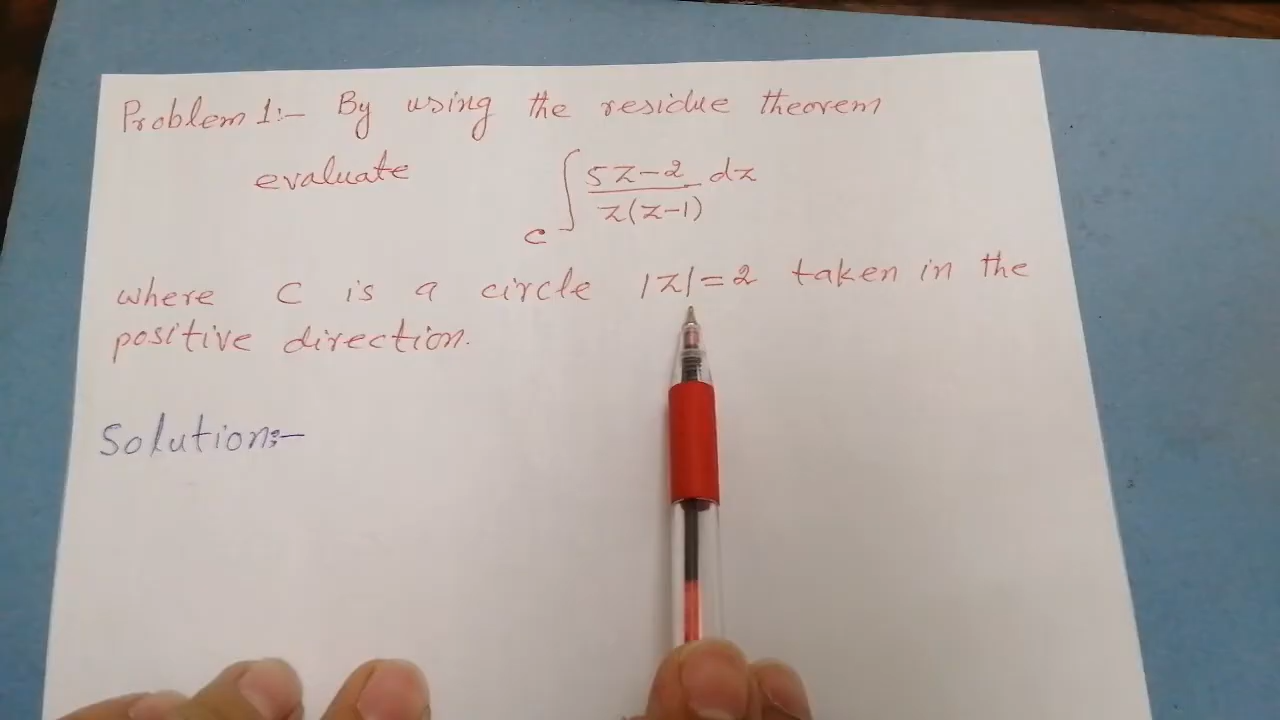 Problem 1:- By using the residue theorem
evaluate ∫_C (5z-2)/(z(z-1)) dz
where C is a circle |z|=2 taken in the
positive direction.
Solution:-